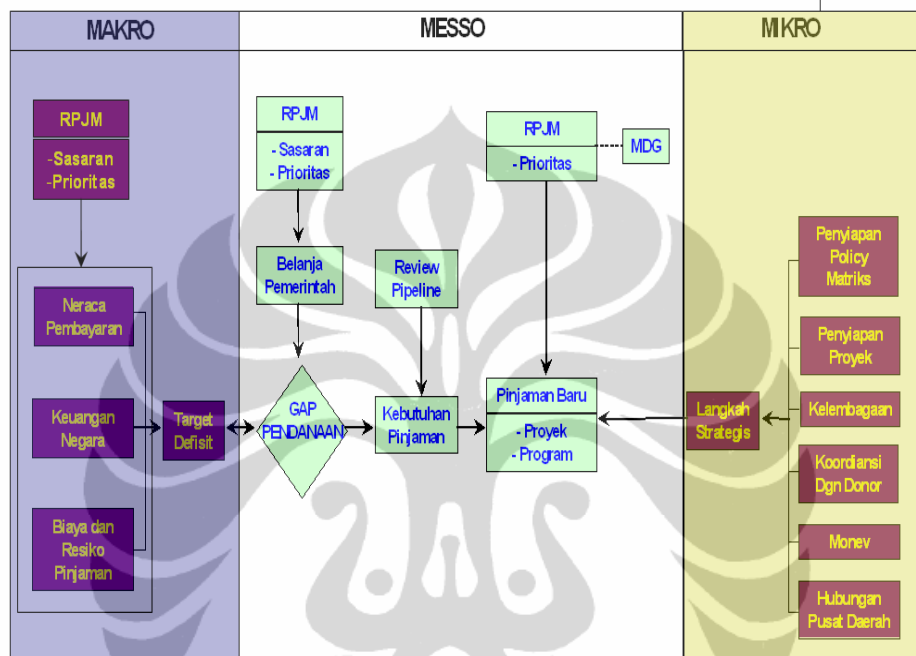 MAKRO
MESSO
MIKRO
RPJM
-Sasaran
-Prioritas
Neraca
Pembayaran
Keuangan
Negara
Biaya dan
Resiko
Pinjaman
Target
Defisit
RPJM
- Sasaran
- Prioritas
Belanja
Pemerintah
GAP
PENDANAAN
Review
Pipeline
Kebutuhan
Pinjaman
RPJM
- Prioritas
MDG
Pinjaman Baru
- Proyek
- Program
Langkah
Strategis
Penyiapan
Policy
Matriks
Penyiapan
Proyek
Kelembagaan
Koordiansi
Dgn Donor
Monev
Hubungan
Pusat Daerah